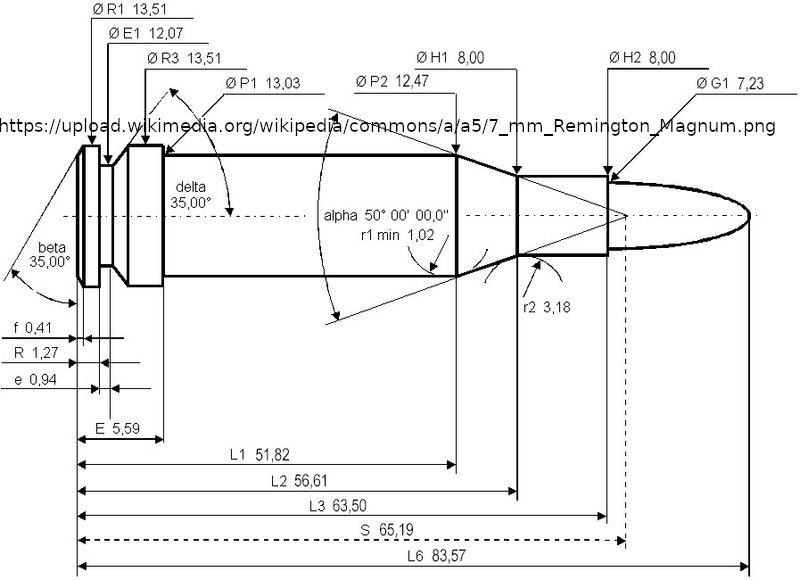 Ø R1 13,51
Ø E1 12,07
Ø R3 13,51
Ø H1 8,00
Ø H2 8,00
Ø P1 13,03
Ø P2 12,47
Ø G1 7,23
https://upload.wikimedia.org/wikipedia/commons/a/a5/7_mm_Remington_Magnum.png
delta
35,00°
alpha 50° 00' 00,0"
r1 min 1,02
beta
35,00°
r2 3,18
f 0,41
R 1,27
e 0,94
E 5,59
L1 51,82
L2 56,61
L3 63,50
S 65,19
L6 83,57